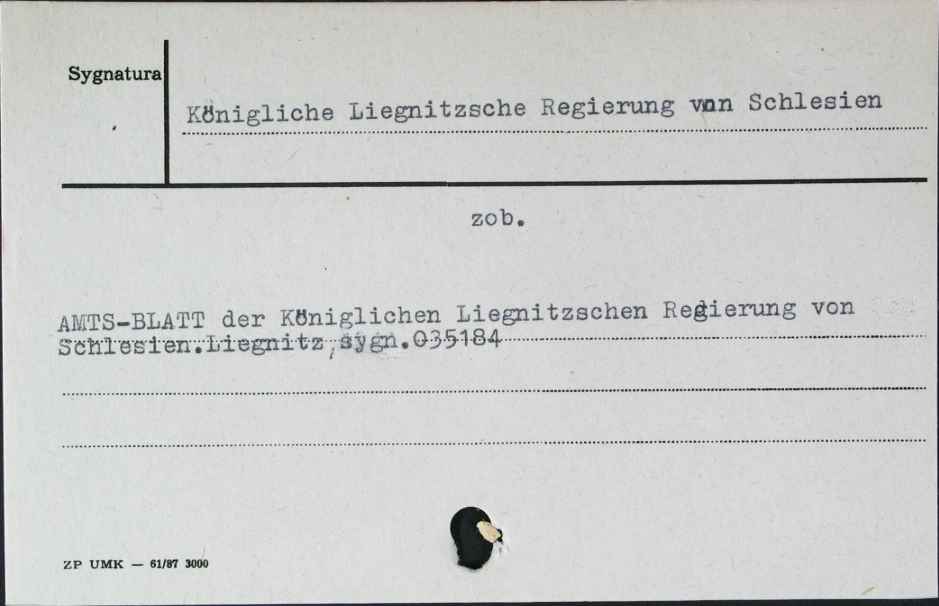 Sygnatura
Königliche Liegnitzsche Regierung von Schlesien
zob.
AMTS-BLATT der Königlichen Liegnitzschen Regierung von
Schlesien.Liegnitz,sygn.035184
ZP UMK — 61/87 3000